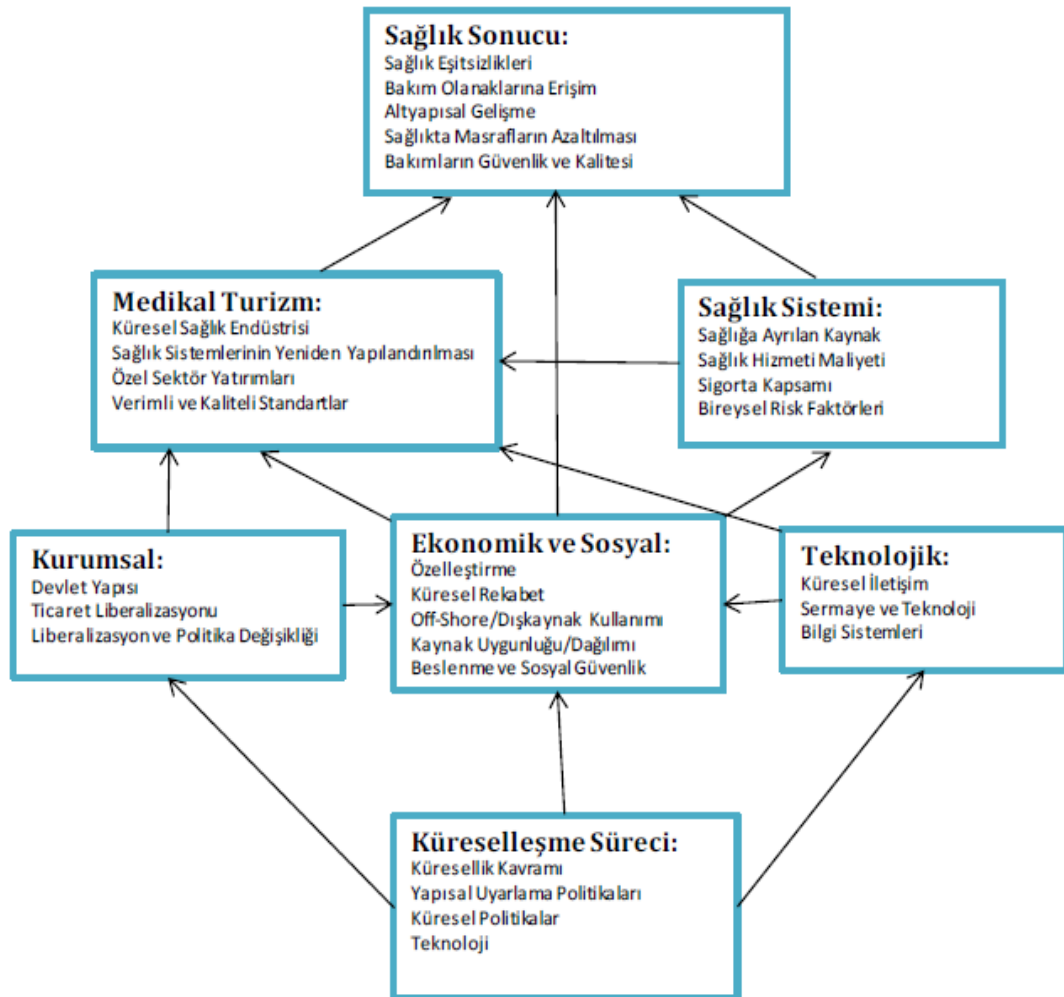 Sağlık Sonucu:
Sağlık Eşitsizlikleri
Bakım Olanaklarına Erişim
Altyapısal Gelişme
Sağlıkta Masrafların Azaltılması
Bakımların Güvenlik ve Kalitesi
Medikal Turizm:
Küresel Sağlık Endüstrisi
Sağlık Sistemlerinin Yeniden Yapılandırılması
Özel Sektör Yatırımları
Verimli ve Kaliteli Standartlar
Sağlık Sistemi:
Sağlığa Ayrılan Kaynak
Sağlık Hizmeti Maliyeti
Sigorta Kapsamı
Bireysel Risk Faktörleri
Kurumsal:
Devlet Yapısı
Ticaret Liberalizasyonu
Liberalizasyon ve Politika Değişikliği
Ekonomik ve Sosyal:
Özelleştirme
Küresel Rekabet
Off-Shore/Dışkaynak Kullanımı
Kaynak Uygunluğu/Dağılımı
Beslenme ve Sosyal Güvenlik
Teknolojik:
Küresel İletişim
Sermaye ve Teknoloji
Bilgi Sistemleri
Küreselleşme Süreci:
Küresellik Kavramı
Yapısal Uyarlama Politikaları
Küresel Politikalar
Teknoloji